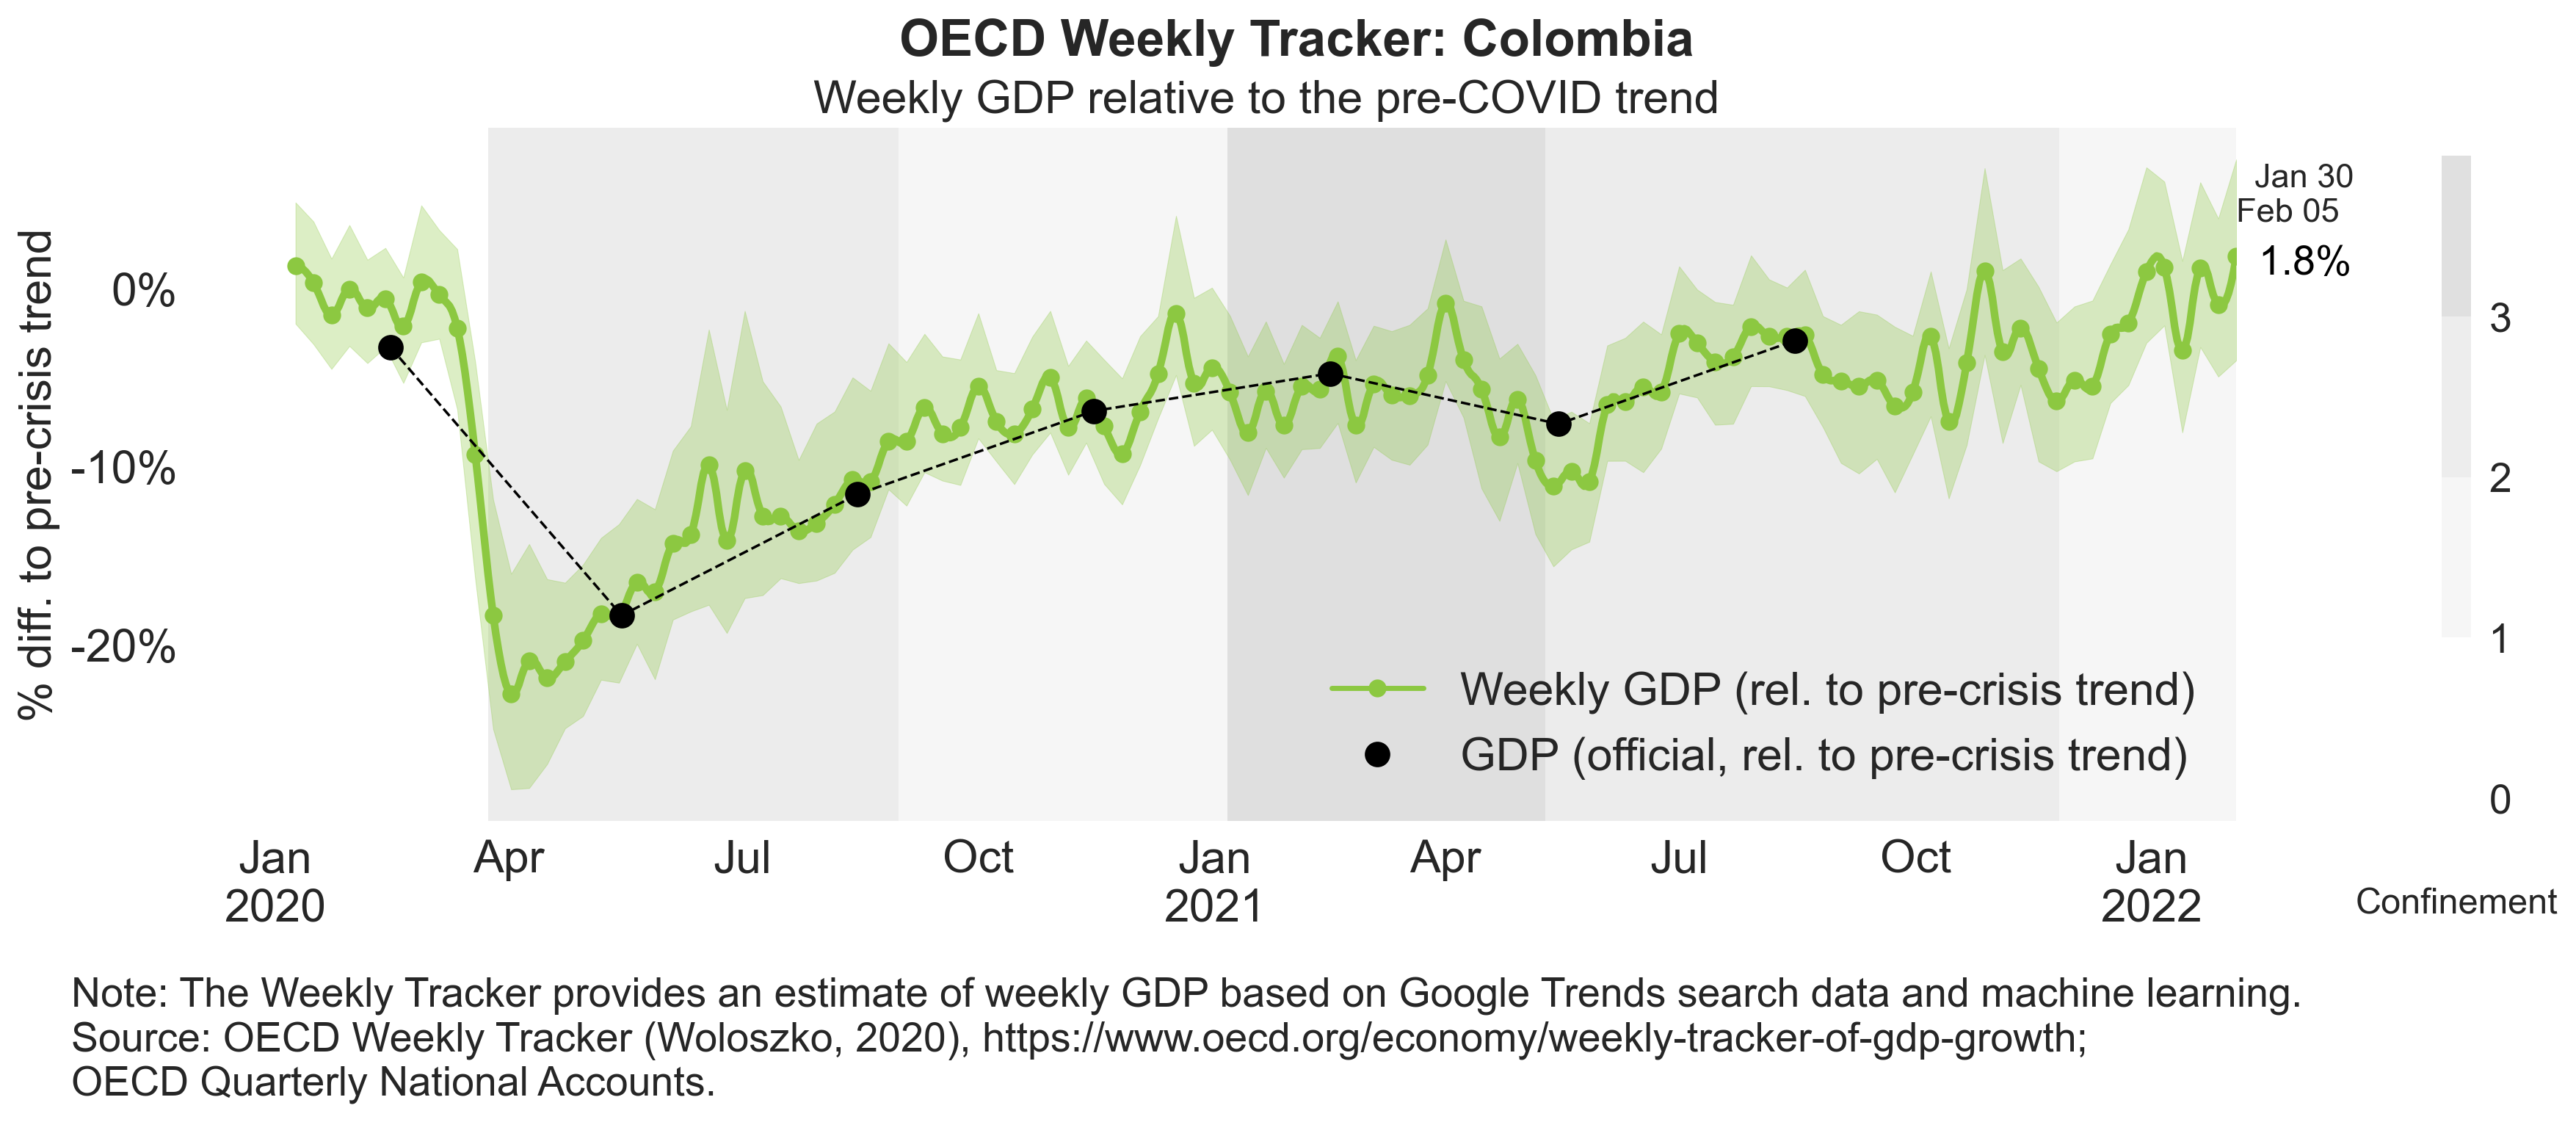 OECD Weekly Tracker: Colombia
Weekly GDP relative to the pre-COVID trend
% diff. to pre-crisis trend
0%
-10%
-20%
Jan 30
Feb 05
1.8%
3
2
1
0
Confinement
Weekly GDP (rel. to pre-crisis trend)
GDP (official, rel. to pre-crisis trend)
Jan Apr Jul Oct Jan Apr Jul Oct Jan
2020 2021 2022
Note: The Weekly Tracker provides an estimate of weekly GDP based on Google Trends search data and machine learning.
Source: OECD Weekly Tracker (Woloszko, 2020), https://www.oecd.org/economy/weekly-tracker-of-gdp-growth;
OECD Quarterly National Accounts.